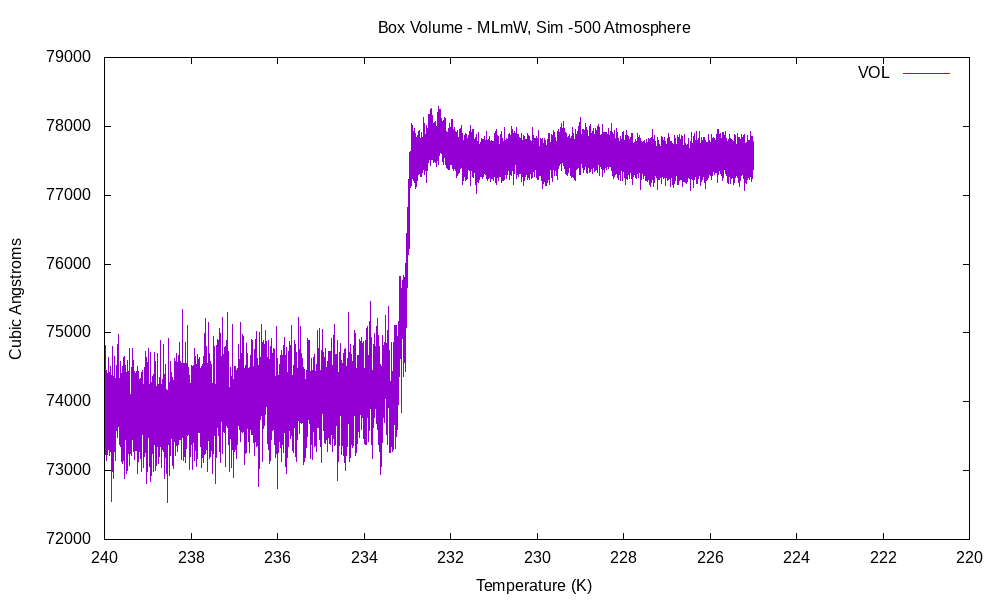 Box Volume - MLmW, Sim -500 Atmosphere
79000
VOL
78000
77000
76000
75000
74000
73000
72000
Cubic Angstroms
240 238 236 234 232 230 228 226 224 222 220
Temperature (K)